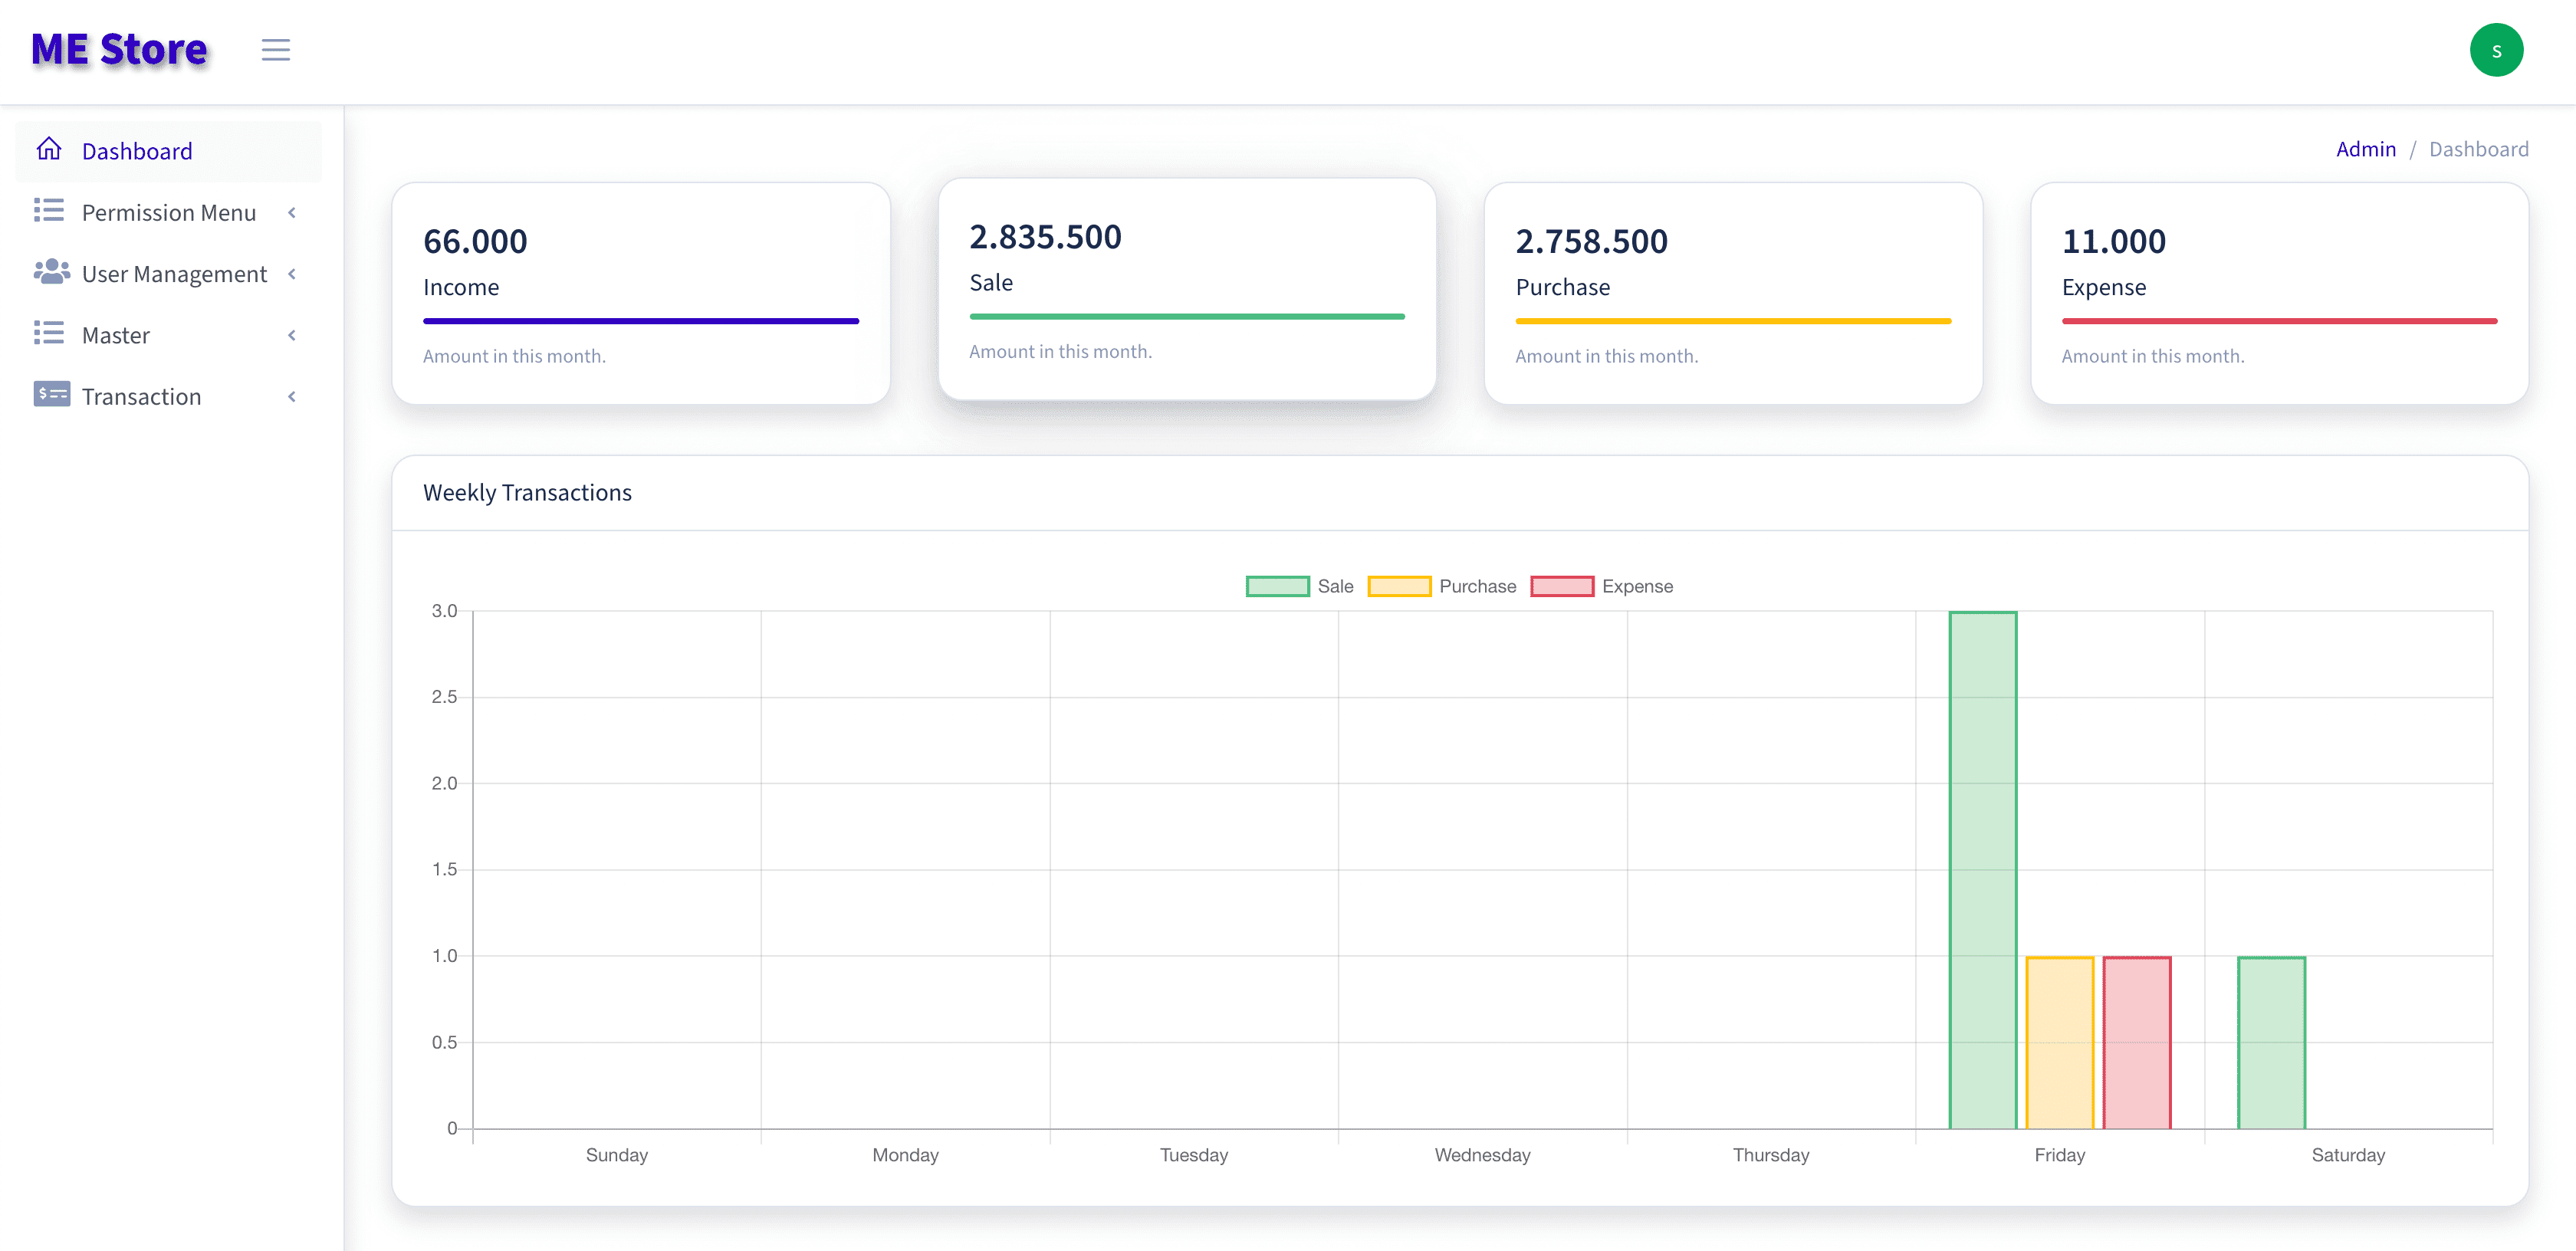 ME Store
S
Admin / Dashboard
Dashboard
Permission Menu
User Management
Master
Transaction
66.000
Income
Amount in this month.
2.835.500
Sale
Amount in this month.
2.758.500
Purchase
Amount in this month.
11.000
Expense
Amount in this month.
Weekly Transactions
Sale Purchase Expense
3.0
2.5
2.0
1.5
1.0
0.5
0
Sunday Monday Tuesday Wednesday Thursday Friday Saturday